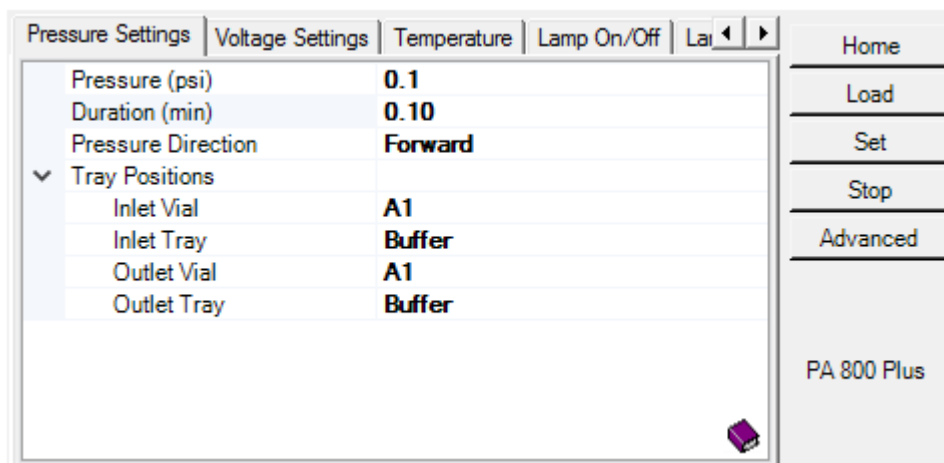 Pressure Settings Voltage Settings Temperature Lamp On/Off
Pressure (psi) 0.1
Duration (min) 0.10
Pressure Direction Forward
Tray Positions
Inlet Vial A1
Inlet Tray Buffer
Outlet Vial A1
Outlet Tray Buffer
Home
Load
Set
Stop
Advanced
PA 800 Plus